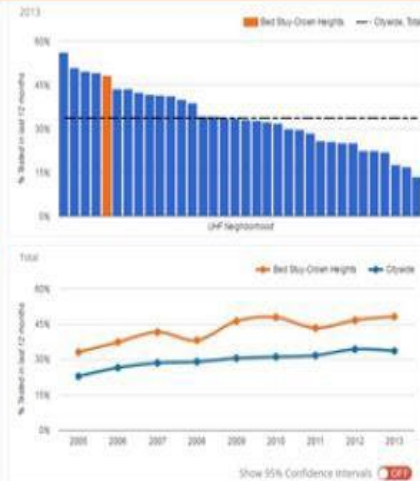 2013
Bed Stuy-Crown Heights Citywide, Total
60%
45%
30%
15%
0%
% Tested in last 12 months
UHF Neighborhood
Total
Bed Stuy-Crown Heights Citywide
60%
45%
30%
15%
0%
% Tested in last 12 months
2005 2006 2007 2008 2009 2010 2011 2012 2013
Show 95% Confidence Intervals OFF